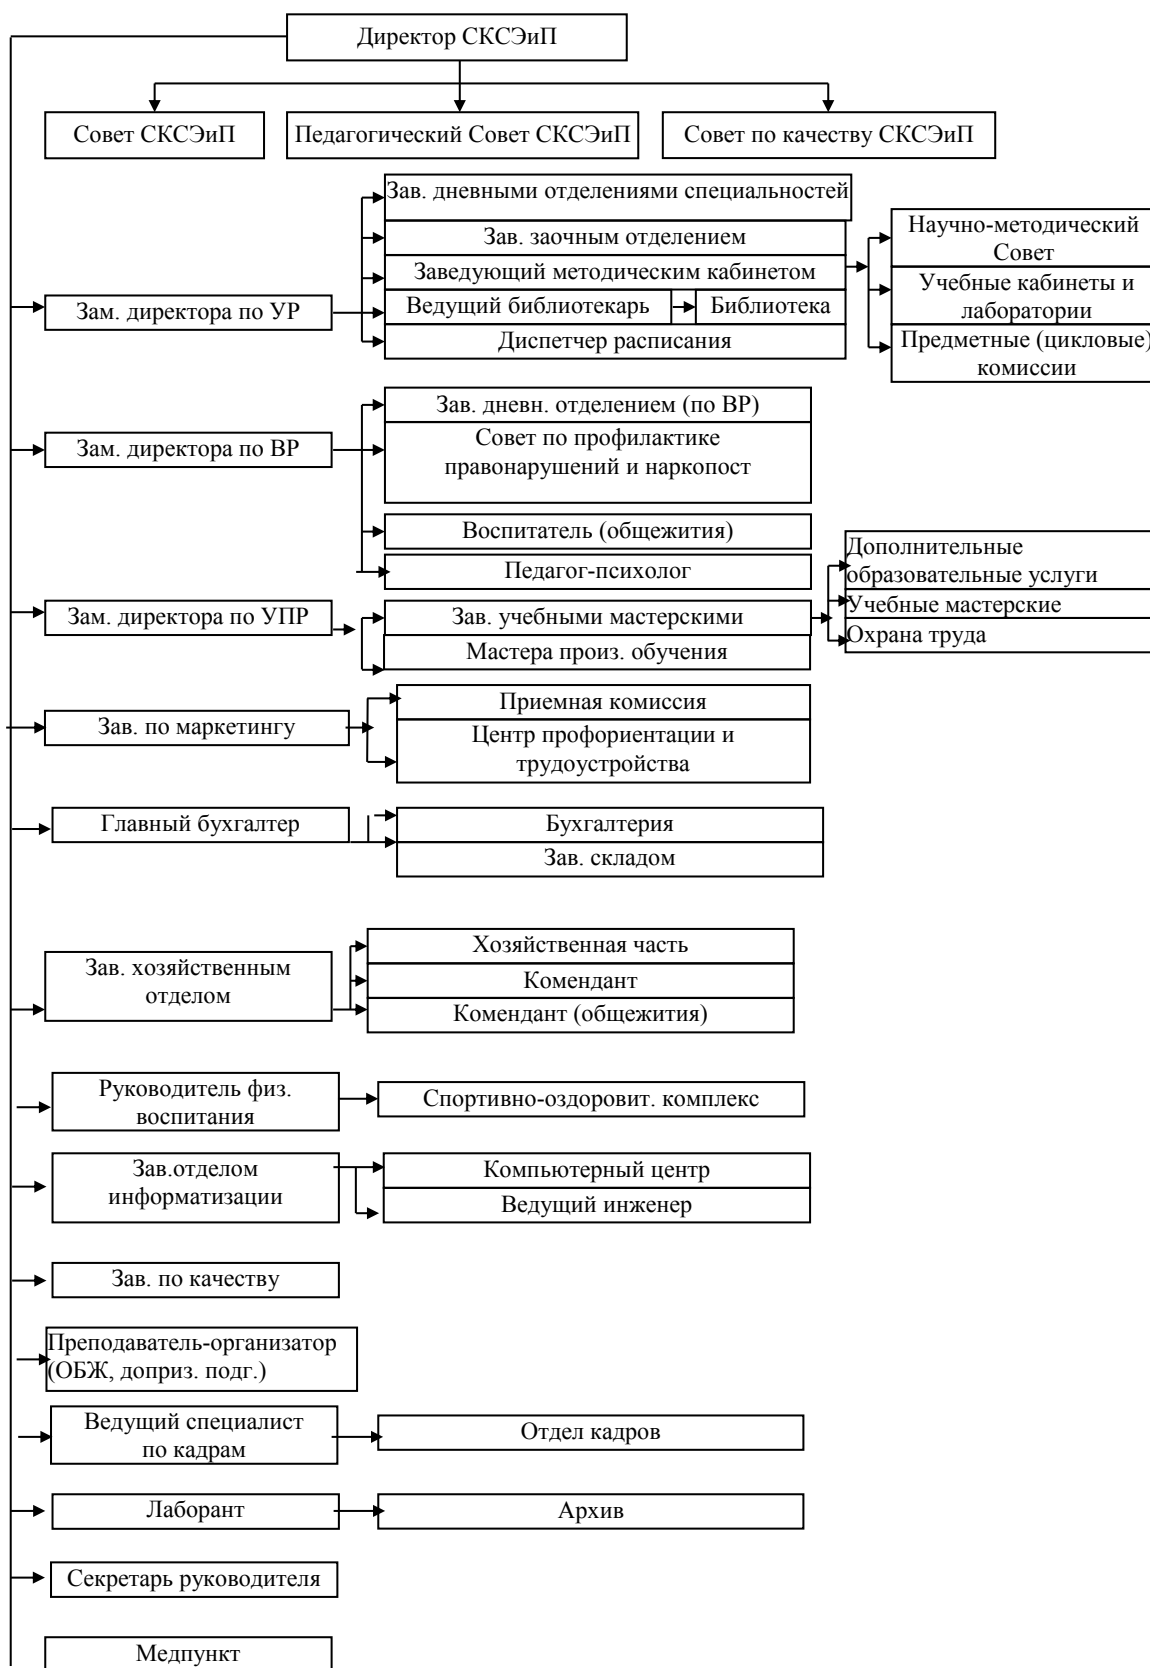 Директор СКСЭиП
Совет СКСЭиП
Педагогический Совет СКСЭиП
Совет по качеству СКСЭиП
Зав. дневными отделениями специальностей
Зав. заочным отделением
Заведующий методическим кабинетом
Зам. директора по УР
Ведущий библиотекарь
Библиотека
Диспетчер расписания
Научно-методический
Совет
Учебные кабинеты и
лаборатории
Предметные (цикловые)
комиссии
Зам. директора по ВР
Зав. дневн. отделением (по ВР)
Совет по профилактике
правонарушений и наркопост
Воспитатель (общежития)
Педагог-психолог
Зам. директора по УПР
Зав. учебными мастерскими
Мастера произ. обучения
Дополнительные
образовательные услуги
Учебные мастерские
Охрана труда
Зав. по маркетингу
Приемная комиссия
Центр профориентации и
трудоустройства
Главный бухгалтер
Бухгалтерия
Зав. складом
Зав. хозяйственным
отделом
Хозяйственная часть
Комендант
Комендант (общежития)
Руководитель физ.
воспитания
Спортивно-оздоровит. комплекс
Зав.отделом
информатизации
Компьютерный центр
Ведущий инженер
Зав. по качеству
Преподаватель-организатор
(ОБЖ, доприз. подг.)
Ведущий специалист
по кадрам
Отдел кадров
Лаборант
Архив
Секретарь руководителя
Медпункт